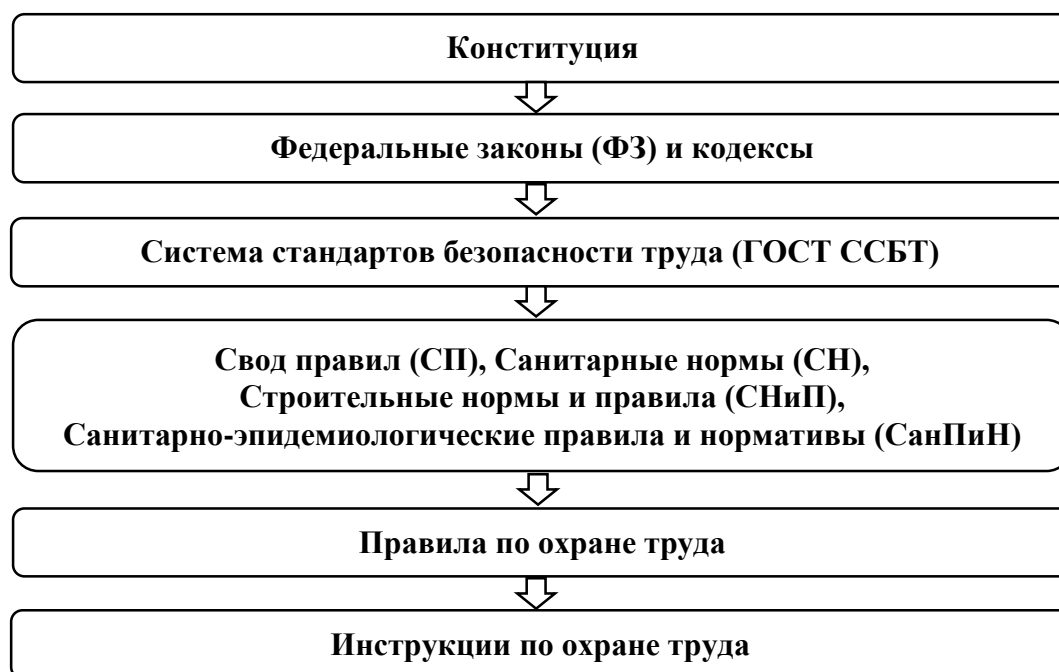 Конституция
Федеральные законы (ФЗ) и кодексы
Система стандартов безопасности труда (ГОСТ ССБТ)
Свод правил (СП), Санитарные нормы (СН),
Строительные нормы и правила (СНиП),
Санитарно-эпидемиологические правила и нормативы (СанПиН)
Правила по охране труда
Инструкции по охране труда